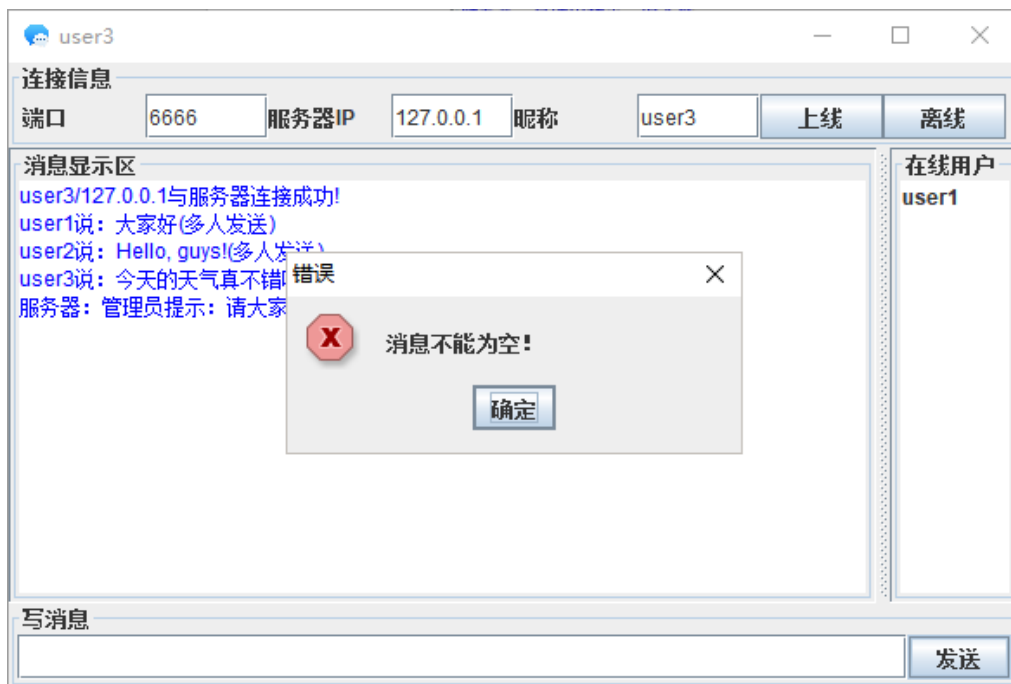 user3
连接信息
端口 6666 服务器IP 127.0.0.1 昵称 user3 上线 离线
消息显示区 在线用户
user3/127.0.0.1与服务器连接成功! user1
user1说：大家好(多人发送)
user2说：Hello, guys!(多人发送)
user3说：今天的天气真不错
服务器：管理员提示：请大家
错误
消息不能为空!
确定
写消息
发送